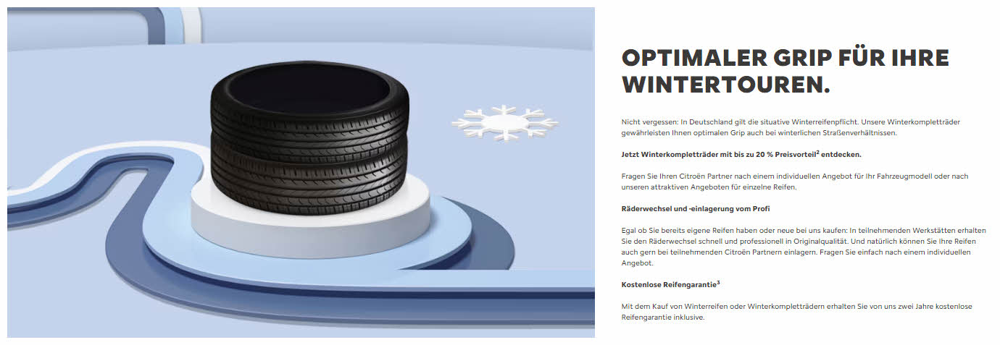 OPTIMALER GRIP FÜR IHRE
WINTERTOUREN.
Nicht vergessen: In Deutschland gilt die situative Winterreifenpflicht. Unsere Winterkompletträder
gewährleisten Ihnen optimalen Grip auch bei winterlichen Straßenverhältnissen.
Jetzt Winterkompletträder mit bis zu 20 % Preisvorteil² entdecken.
Fragen Sie Ihren Citroën Partner nach einem individuellen Angebot für Ihr Fahrzeugmodell oder nach
unseren attraktiven Angeboten für einzelne Reifen.
Räderwechsel und -einlagerung vom Profi
Egal ob Sie bereits eigene Reifen haben oder neue bei uns kaufen: In teilnehmenden Werkstätten erhalten
Sie den Räderwechsel schnell und professionell in Originalqualität. Und natürlich können Sie Ihre Reifen
auch gern bei teilnehmenden Citroën Partnern einlagern. Fragen Sie einfach nach einem individuellen
Angebot.
Kostenlose Reifengarantie³
Mit dem Kauf von Winterreifen oder Winterkompletträdern erhalten Sie von uns zwei Jahre kostenlose
Reifengarantie inklusive.